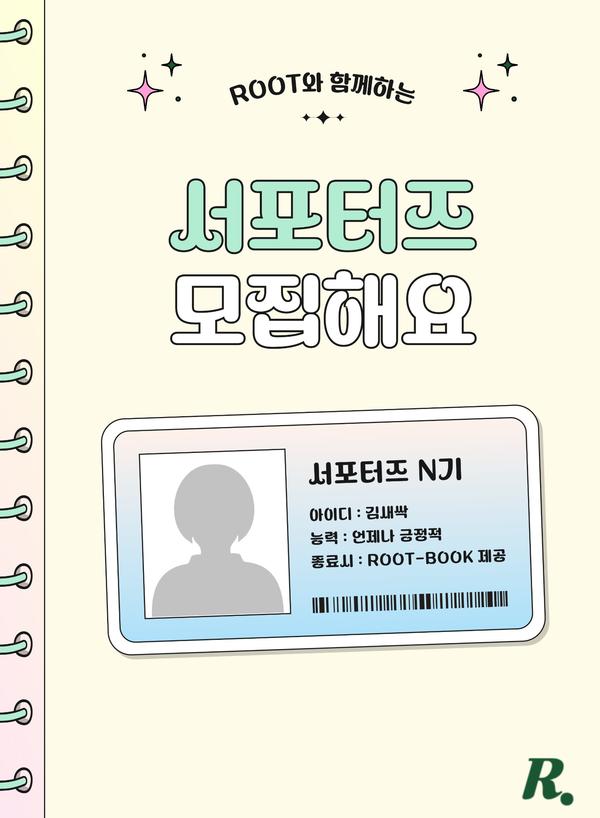 ROOT와 함께하는
서포터즈
모집해요
서포터즈 N기
아이디 : 김새싹
능력 : 언제나 긍정적
종료시 : ROOT-BOOK 제공
R.